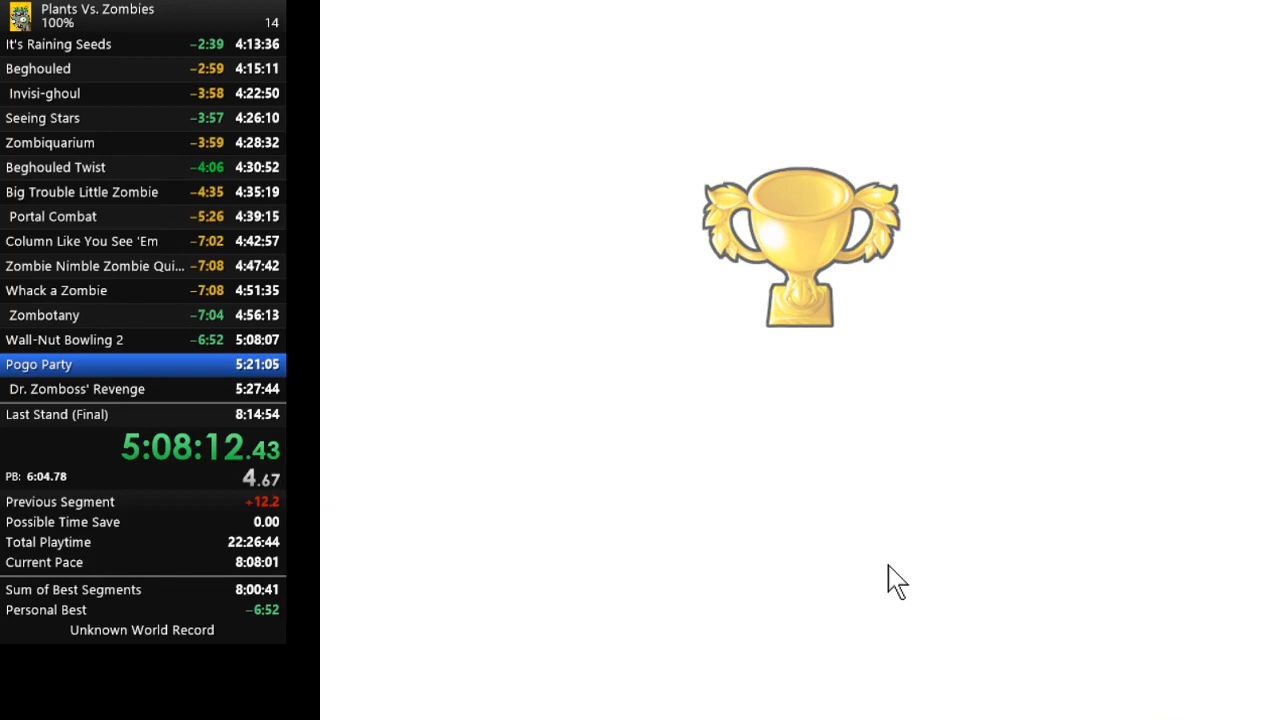 Plants Vs. Zombies
100% 14
It's Raining Seeds −2:39 4:13:36
Beghouled −2:59 4:15:11
Invisi-ghoul −3:58 4:22:50
Seeing Stars −3:57 4:26:10
Zombiquarium −3:59 4:28:32
Beghouled Twist −4:06 4:30:52
Big Trouble Little Zombie −4:35 4:35:19
Portal Combat −5:26 4:39:15
Column Like You See 'Em −7:02 4:42:57
Zombie Nimble Zombie Qui... −7:08 4:47:42
Whack a Zombie −7:08 4:51:35
Zombotany −7:04 4:56:13
Wall-Nut Bowling 2 −6:52 5:08:07
Pogo Party 5:21:05
Dr. Zomboss' Revenge 5:27:44
Last Stand (Final) 8:14:54
5:08:12.43
PB: 6:04.78 4.67
Previous Segment +12.2
Possible Time Save 0.00
Total Playtime 22:26:44
Current Pace 8:08:01
Sum of Best Segments 8:00:41
Personal Best −6:52
Unknown World Record